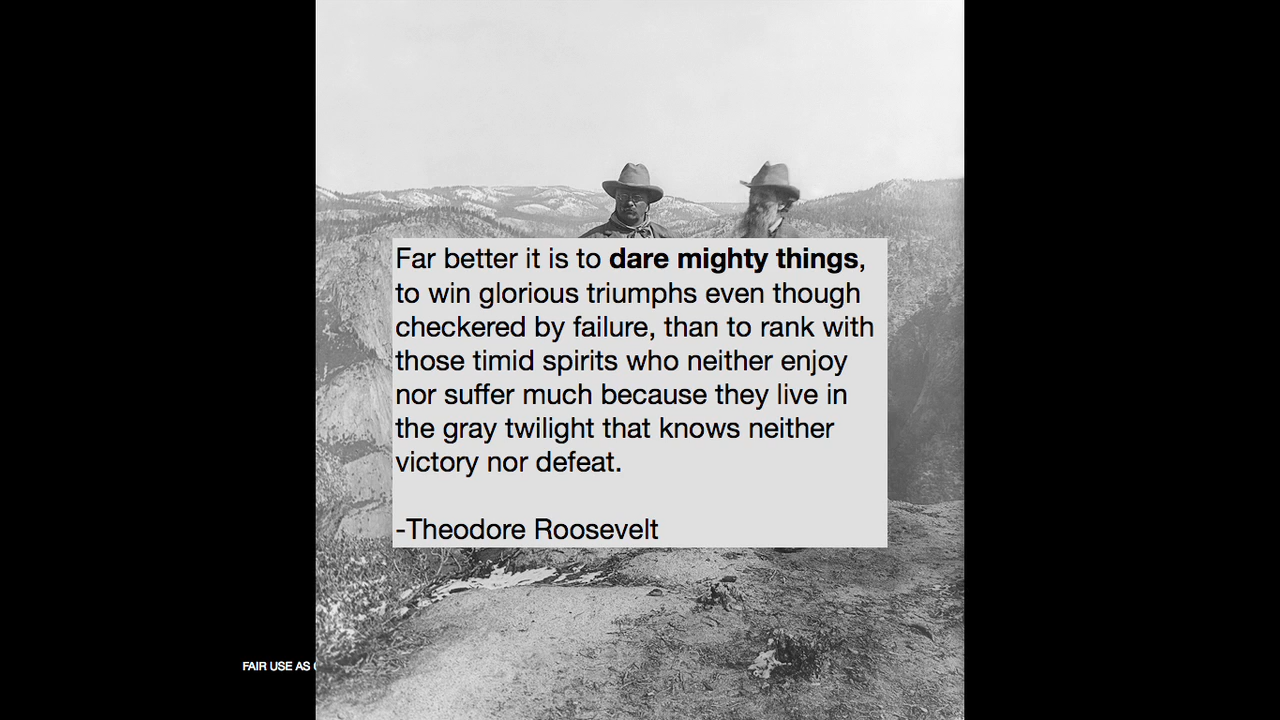 Far better it is to dare mighty things,
to win glorious triumphs even though
checkered by failure, than to rank with
those timid spirits who neither enjoy
nor suffer much because they live in
the gray twilight that knows neither
victory nor defeat.
-Theodore Roosevelt
FAIR USE AS